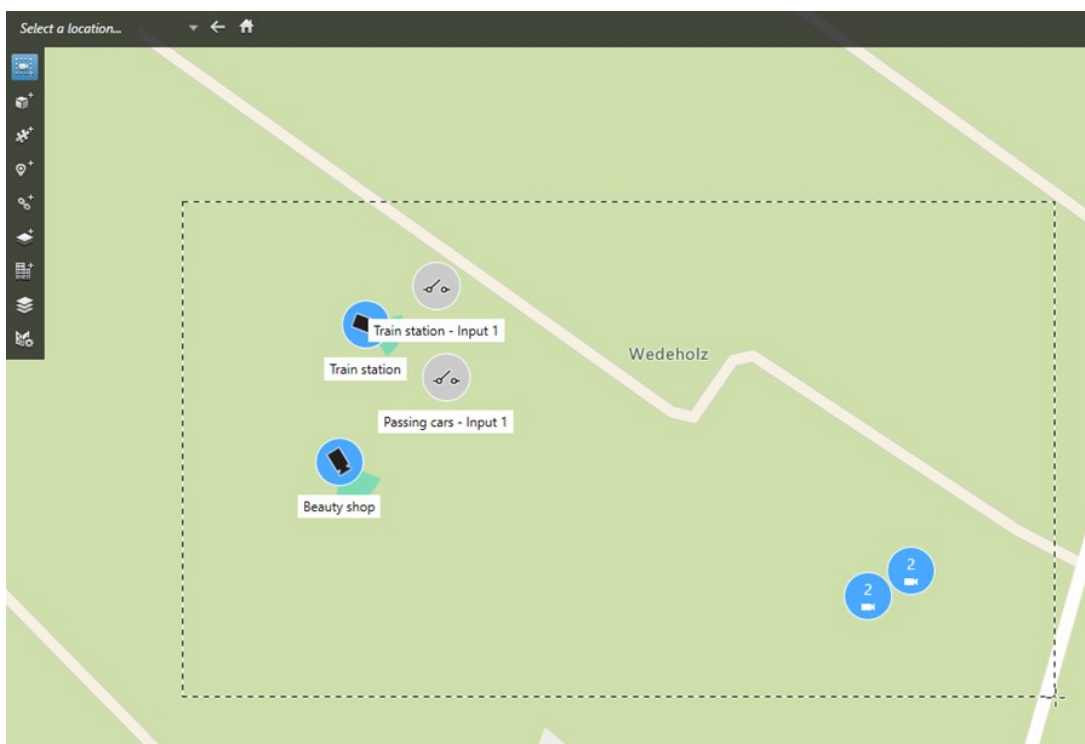 Select a location...
Train station - Input 1
Wedeholz
Train station
Passing cars - Input 1
Beauty shop
2
2